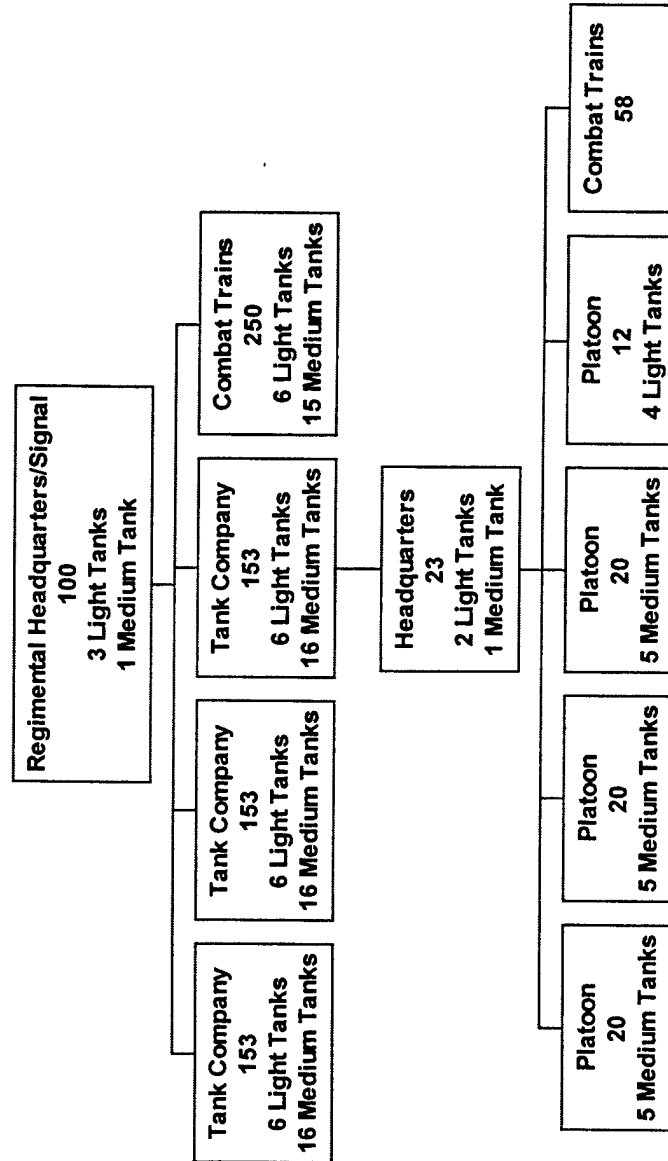 Regimental Headquarters/Signal
100
3 Light Tanks
1 Medium Tank
Tank Company
153
6 Light Tanks
16 Medium Tanks
Tank Company
153
6 Light Tanks
16 Medium Tanks
Tank Company
153
6 Light Tanks
16 Medium Tanks
Combat Trains
250
6 Light Tanks
15 Medium Tanks
Headquarters
23
2 Light Tanks
1 Medium Tank
Platoon
20
5 Medium Tanks
Platoon
20
5 Medium Tanks
Platoon
20
5 Medium Tanks
Platoon
12
4 Light Tanks
Combat Trains
58